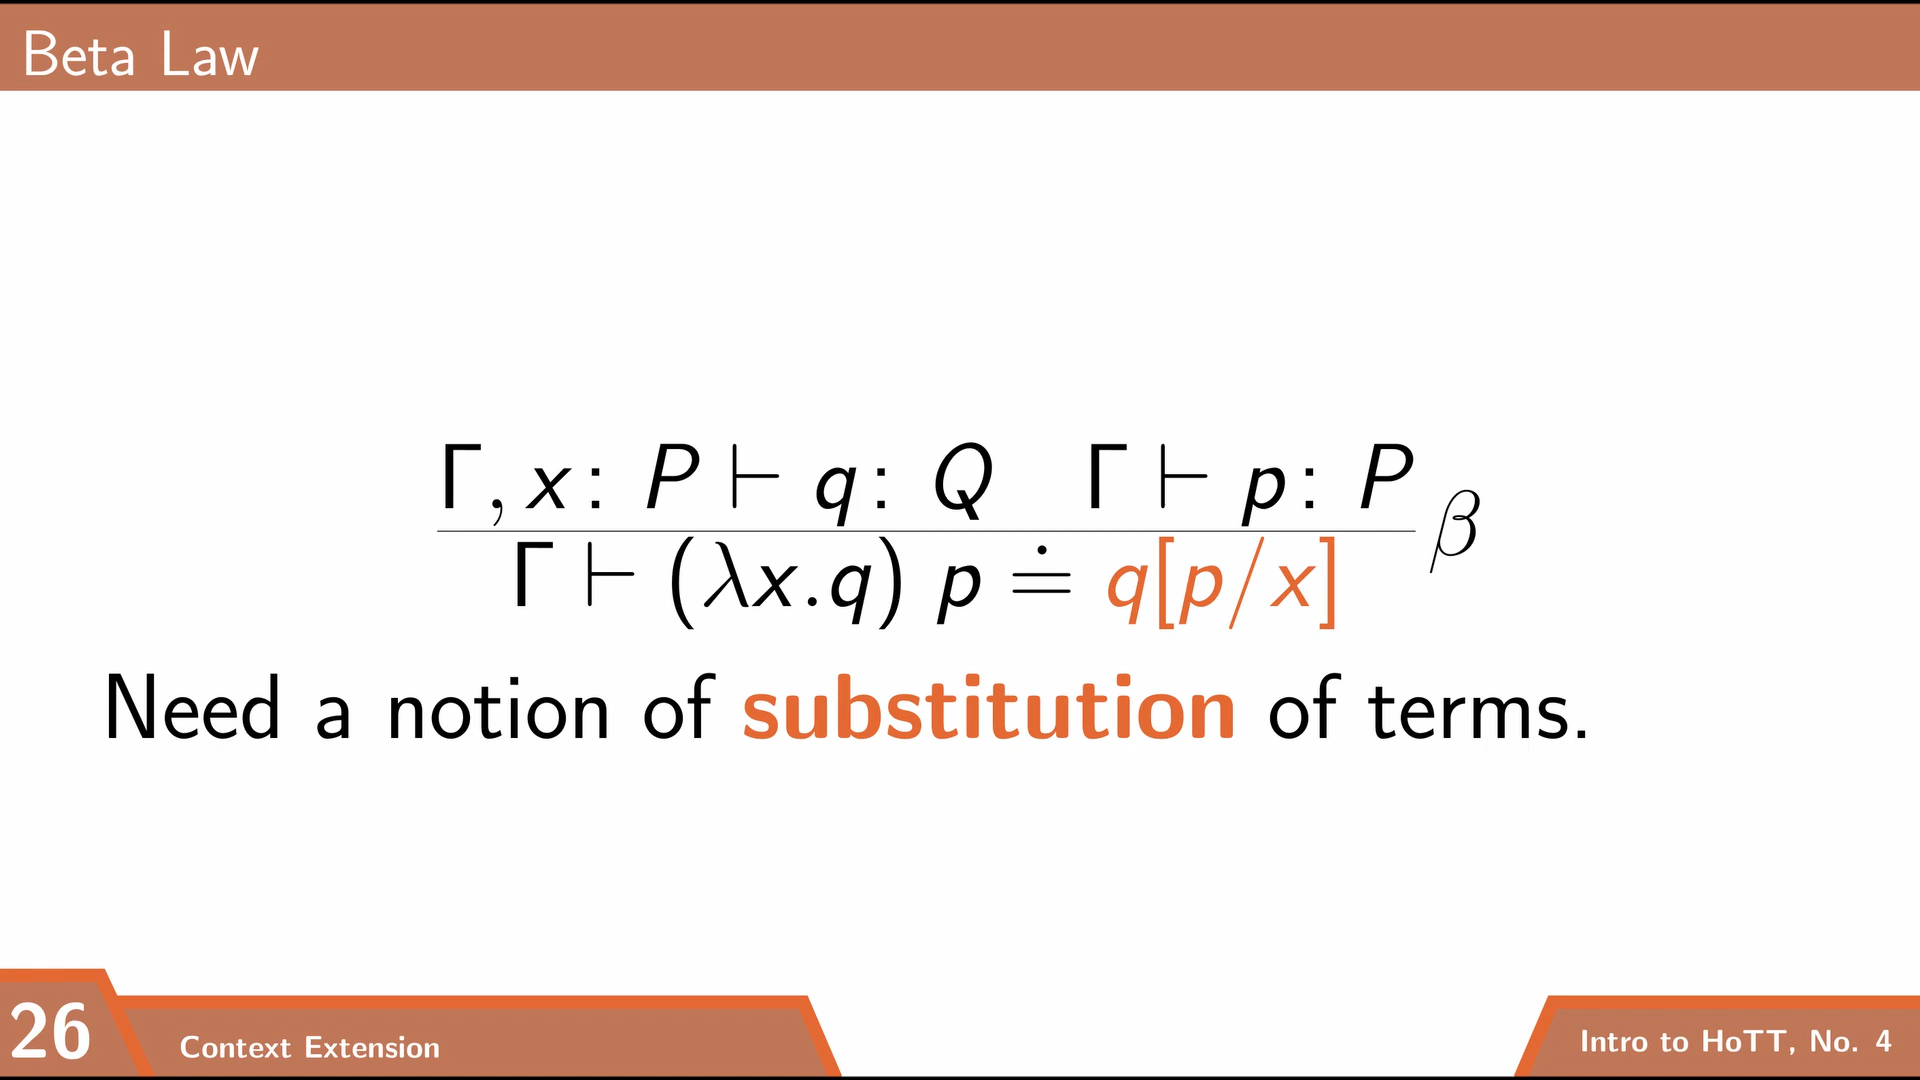 Beta Law
Γ, x : P ⊢ q : Q Γ ⊢ p : P
β
Γ ⊢ (λx.q) p ≐ q[p/x]
Need a notion of substitution of terms.
26
Context Extension
Intro to HoTT, No. 4